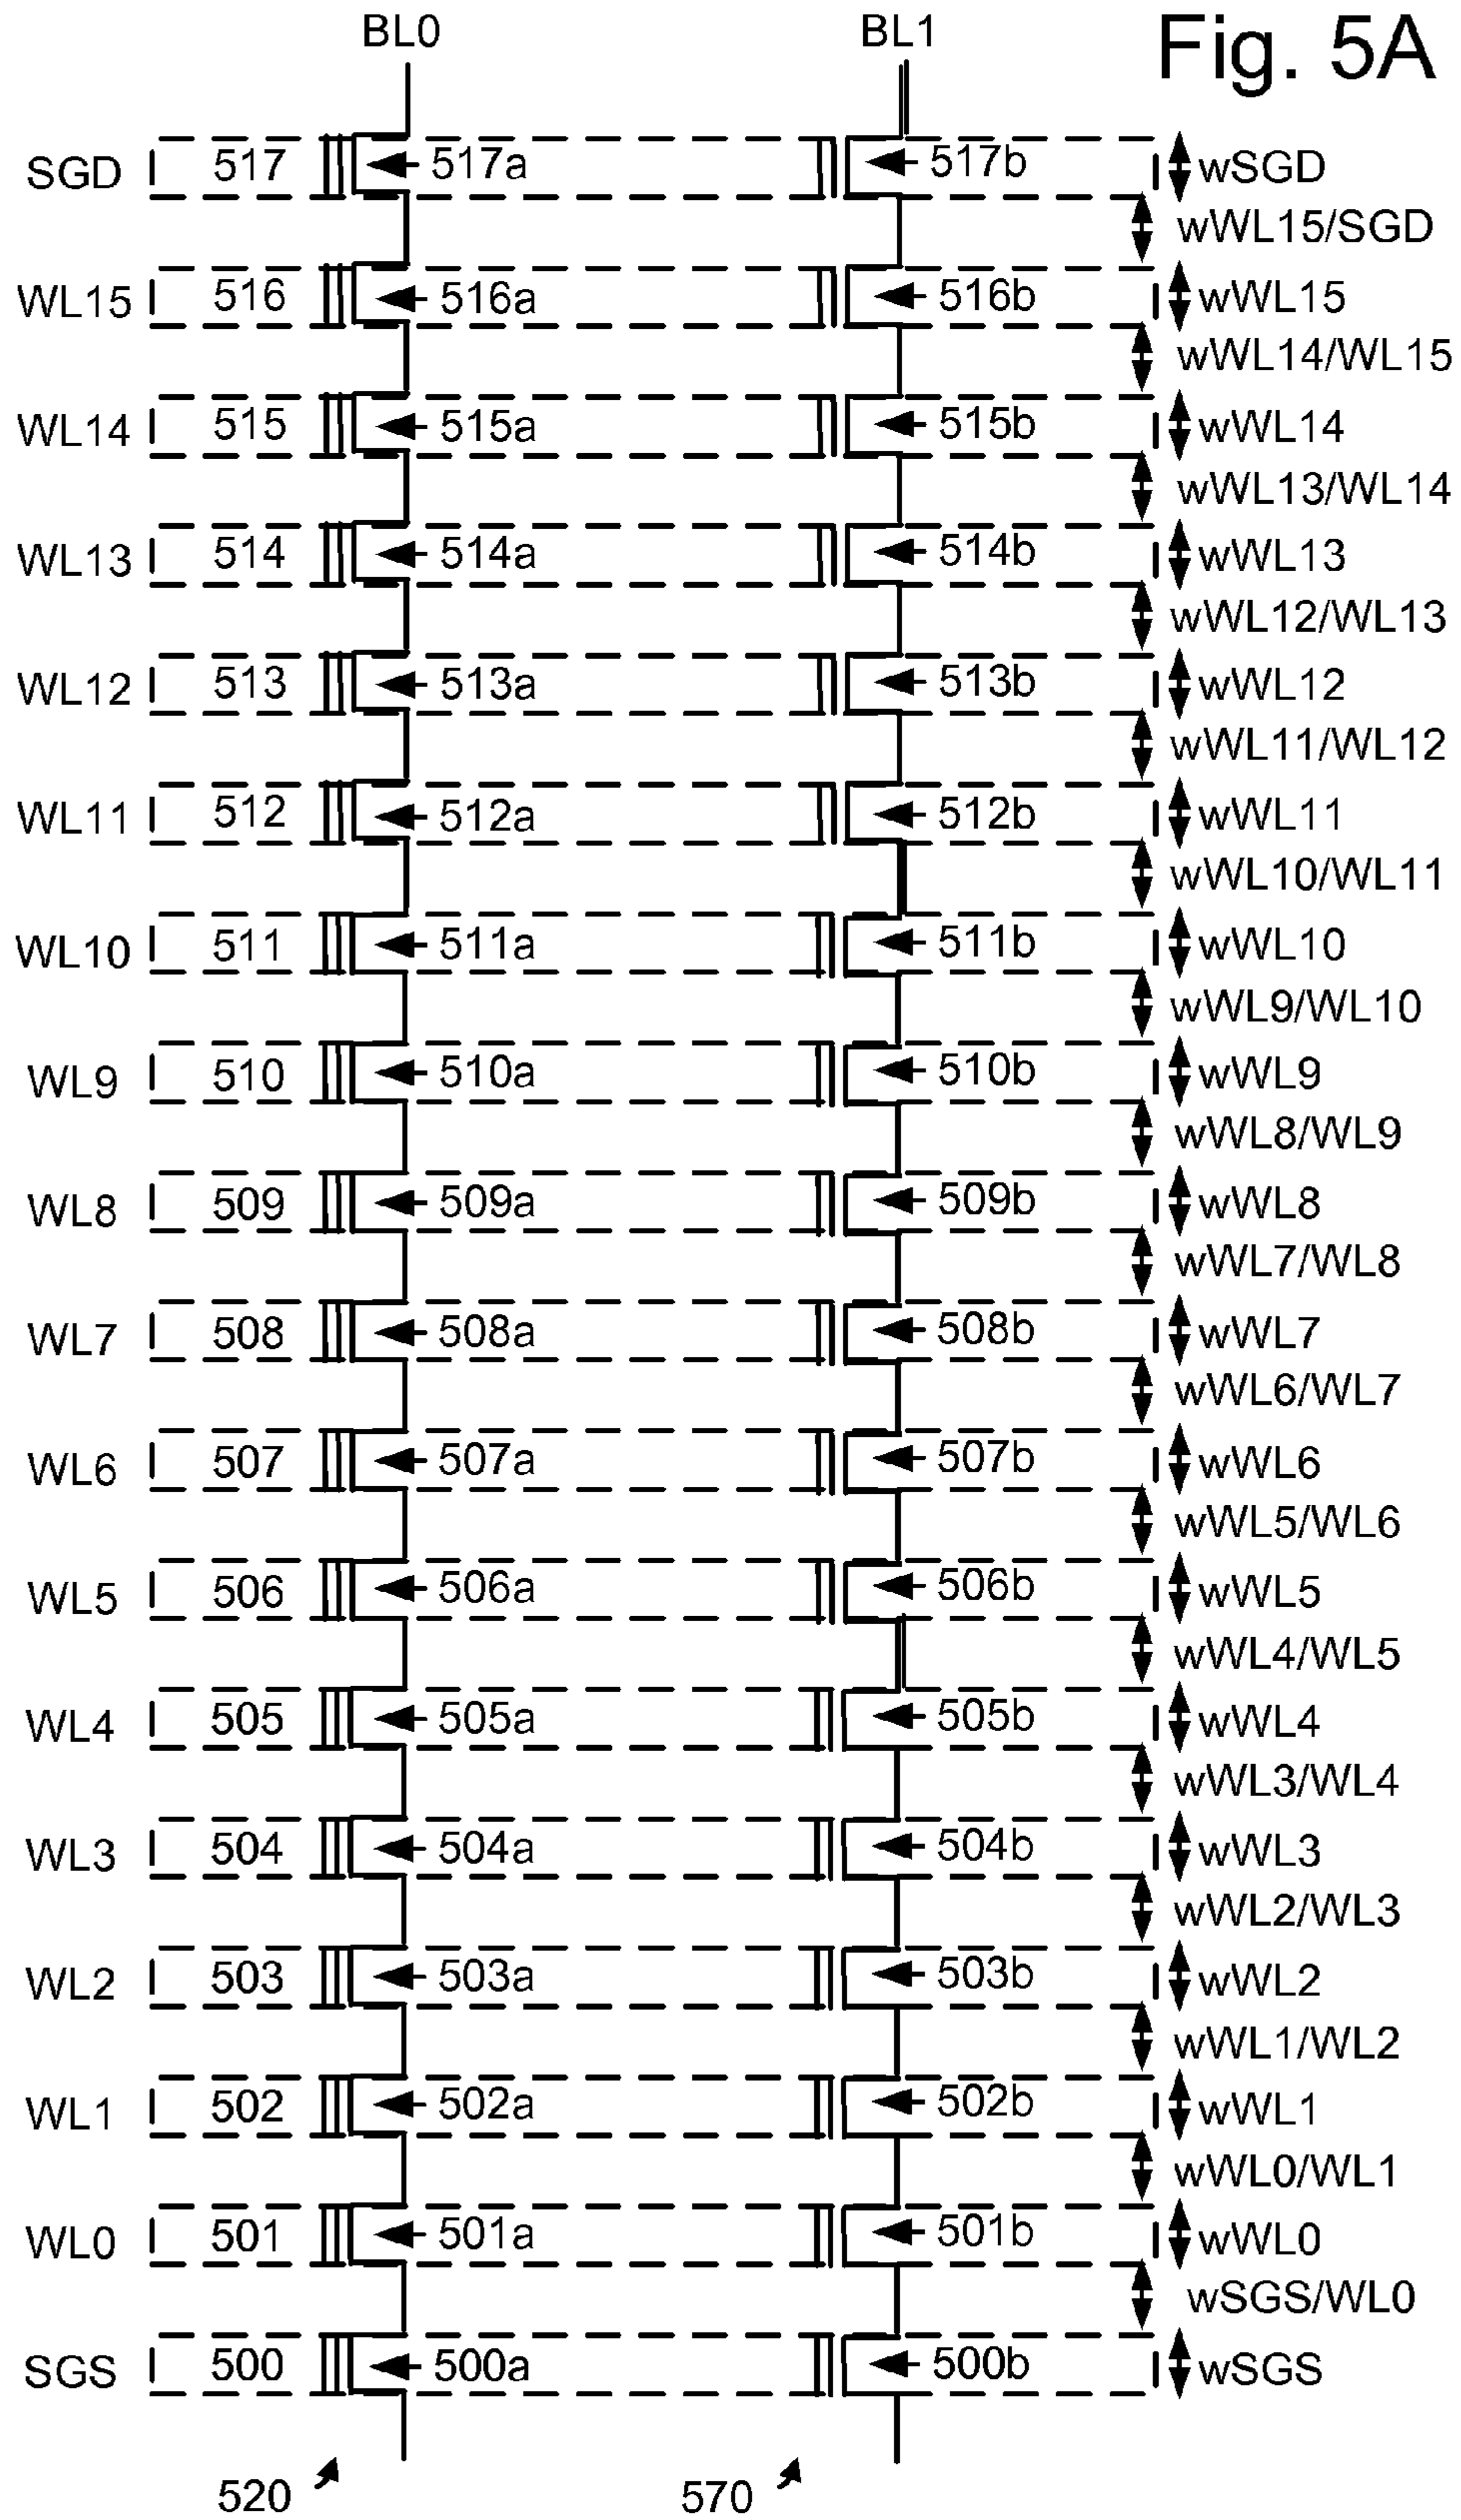 BL0 BL1 Fig. 5A
SGD 517 517a 517b wSGD
wWL15/SGD
WL15 516 516a 516b wWL15
wWL14/WL15
WL14 515 515a 515b wWL14
wWL13/WL14
WL13 514 514a 514b wWL13
wWL12/WL13
WL12 513 513a 513b wWL12
wWL11/WL12
WL11 512 512a 512b wWL11
wWL10/WL11
WL10 511 511a 511b wWL10
wWL9/WL10
WL9 510 510a 510b wWL9
wWL8/WL9
WL8 509 509a 509b wWL8
wWL7/WL8
WL7 508 508a 508b wWL7
wWL6/WL7
WL6 507 507a 507b wWL6
wWL5/WL6
WL5 506 506a 506b wWL5
wWL4/WL5
WL4 505 505a 505b wWL4
wWL3/WL4
WL3 504 504a 504b wWL3
wWL2/WL3
WL2 503 503a 503b wWL2
wWL1/WL2
WL1 502 502a 502b wWL1
wWL0/WL1
WL0 501 501a 501b wWL0
wSGS/WL0
SGS 500 500a 500b wSGS
520 570